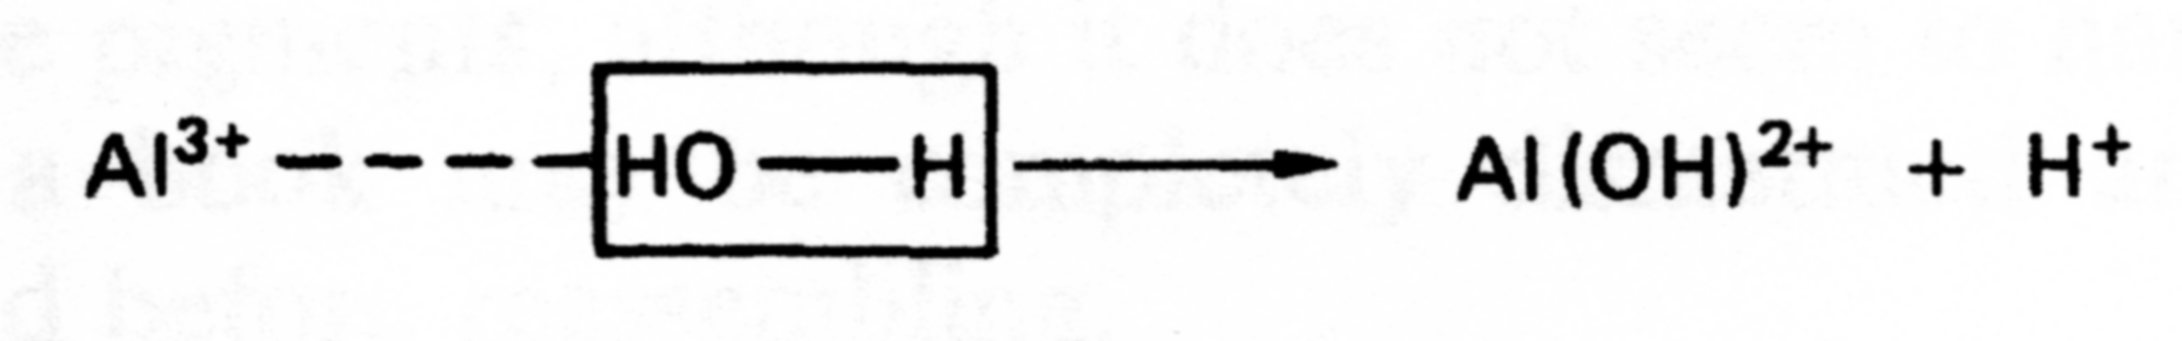 Al³⁺ – – – – HO — H ⟶ Al(OH)²⁺ + H⁺